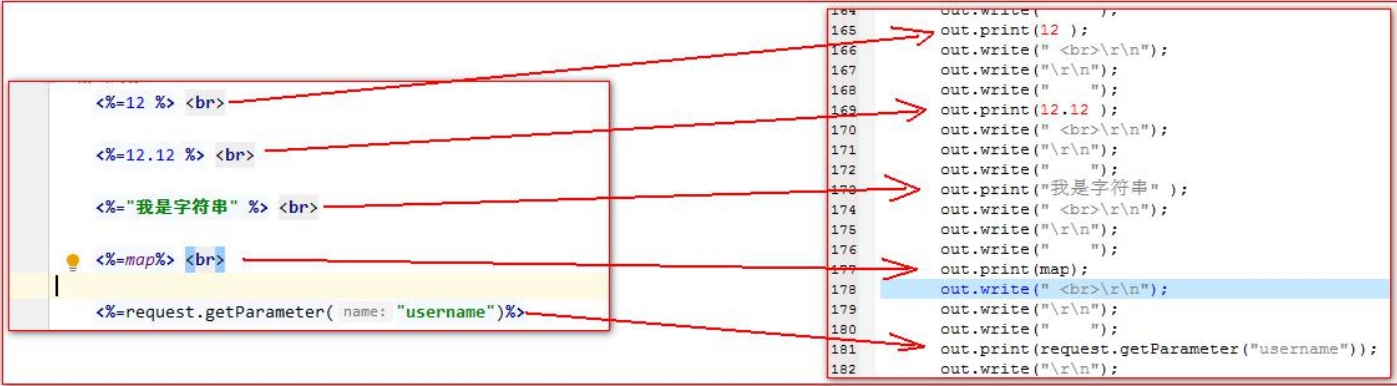 <%=12 %> <br>
<%=12.12 %> <br>
<%="我是字符串" %> <br>
<%=map%> <br>
<%=request.getParameter( name: "username")%>
164 out.write(" ");
165 out.print(12 );
166 out.write(" <br>\r\n");
167 out.write("\r\n");
168 out.write("    ");
169 out.print(12.12 );
170 out.write(" <br>\r\n");
171 out.write("\r\n");
172 out.write("    ");
173 out.print("我是字符串" );
174 out.write(" <br>\r\n");
175 out.write("\r\n");
176 out.write("    ");
177 out.print(map);
178 out.write(" <br>\r\n");
179 out.write("\r\n");
180 out.write("    ");
181 out.print(request.getParameter("username"));
182 out.write("\r\n");